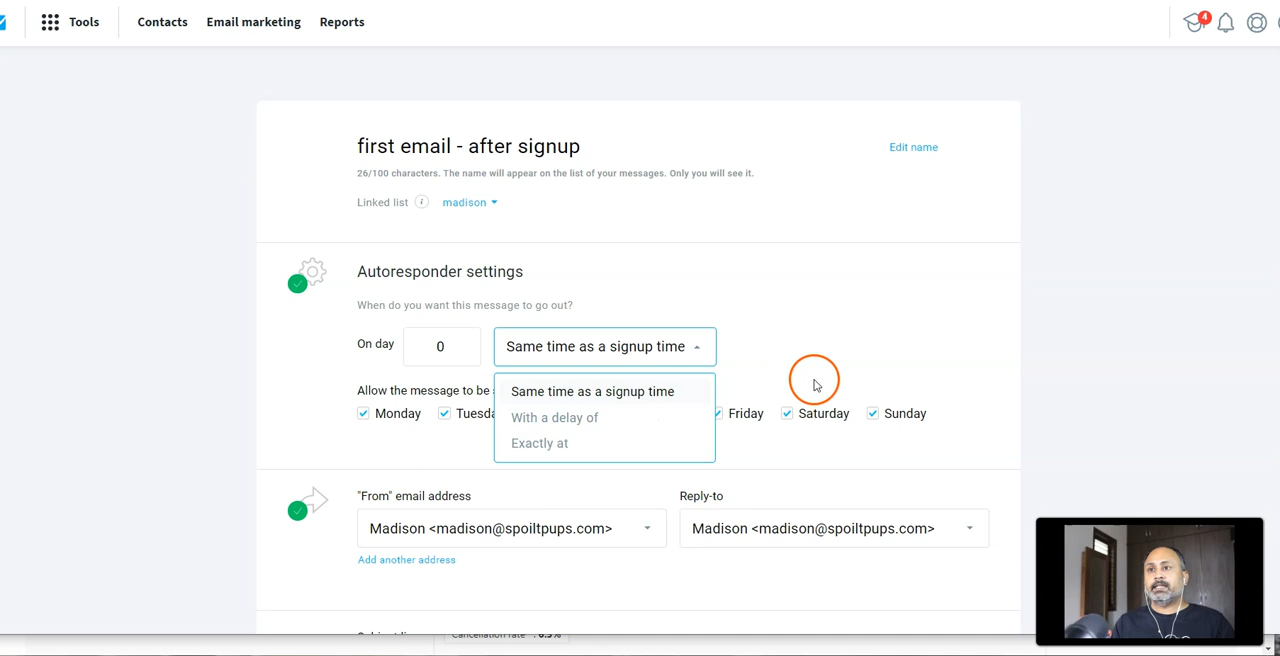 Tools Contacts Email marketing Reports 4
first email - after signup Edit name
26/100 characters. The name will appear on the list of your messages. Only you will see it.
Linked list i madison
Autoresponder settings
When do you want this message to go out?
On day 0 Same time as a signup time
Allow the message to be
Same time as a signup time
Monday Tuesda Friday Saturday Sunday
With a delay of
Exactly at
"From" email address Reply-to
Madison <madison@spoiltpups.com> Madison <madison@spoiltpups.com>
Add another address
Cancellation rate : 0.3%